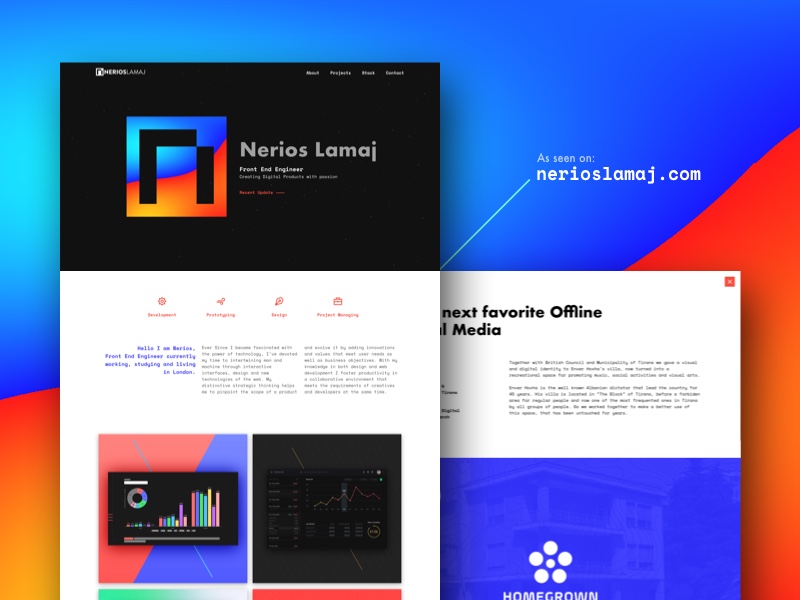 NERIOSLAMAJ
About Projects Stack Contact
Nerios Lamaj
Front End Engineer
Creating Digital Products with passion
Recent Update
As seen on:
nerioslamaj.com
Development Prototyping Design Project Managing
Hello I am Nerios,
Front End Engineer currently
working, studying and living
in London.
Ever Since I became fascinated with
the power of technology, I've devoted
my time to intertwining man and
machine through interactive
interfaces, design and new
technologies of the web. My
distinctive strategic thinking helps
me to pinpoint the scope of a product
and evolve it by adding innovations
and values that meet user needs as
well as business objectives. With my
knowledge in both design and web
development I foster productivity in
a collaborative environment that
meets the requirements of creatives
and developers at the same time.
next favorite Offline
al Media
Together with British Council and Municipality of Tirana we gave a visual
and digital identity to Enver Hoxha's villa, now turned into a
recreational space for promoting music, social activities and visual arts.
Enver Hoxha is the well known Albanian dictator that lead the country for
40 years. His villa is located in "The Block" of Tirana, before a forbidden
area for regular people and now one of the most frequented ones in Tirana
by all groups of people. So we worked together to make a better use of
this space, that has been untouched for years.
Tirana
Digital
HOMEGROWN